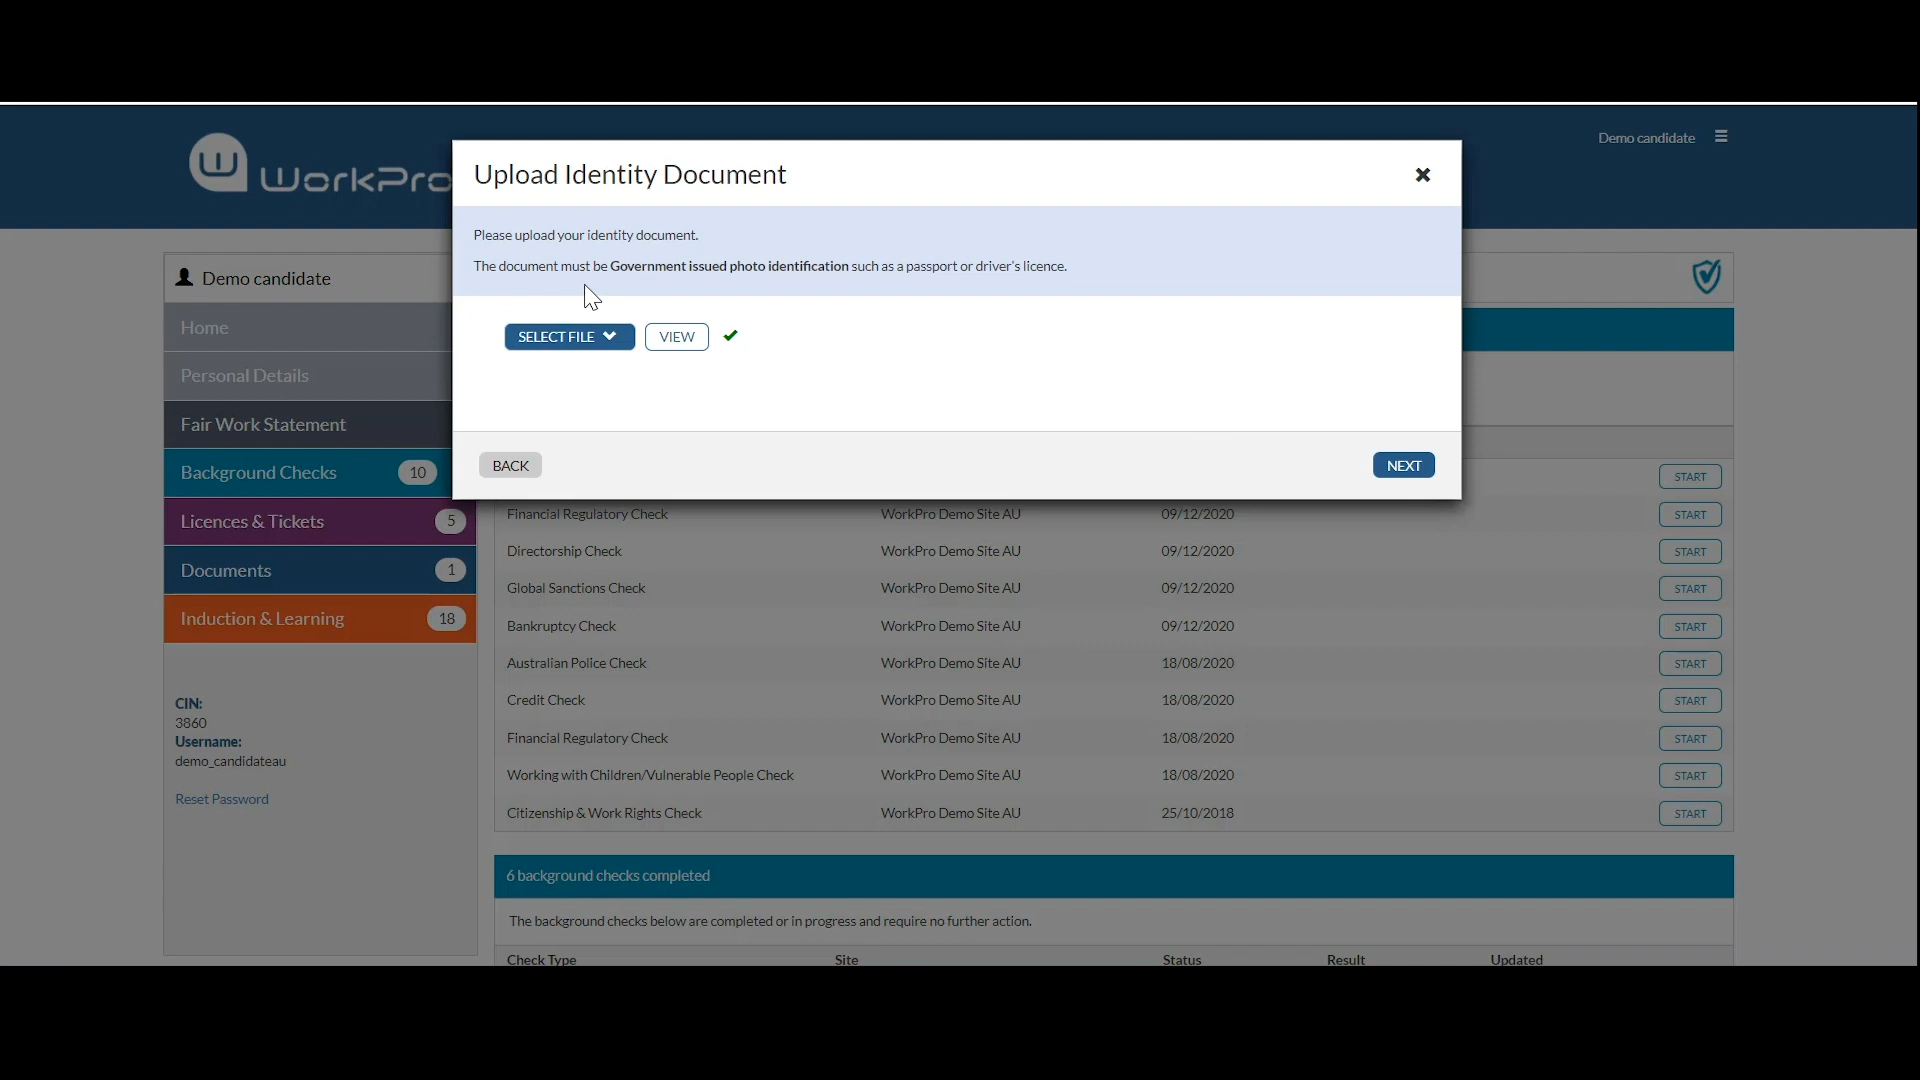 WorkPro
Demo candidate
Upload Identity Document
Please upload your identity document.
The document must be Government issued photo identification such as a passport or driver's licence.
SELECT FILE
VIEW
BACK
NEXT
Demo candidate
Home
Personal Details
Fair Work Statement
Background Checks 10
Licences & Tickets 5
Documents 1
Induction & Learning 18
CIN:
3860
Username:
demo_candidateau
Reset Password
START
Financial Regulatory Check WorkPro Demo Site AU 09/12/2020 START
Directorship Check WorkPro Demo Site AU 09/12/2020 START
Global Sanctions Check WorkPro Demo Site AU 09/12/2020 START
Bankruptcy Check WorkPro Demo Site AU 09/12/2020 START
Australian Police Check WorkPro Demo Site AU 18/08/2020 START
Credit Check WorkPro Demo Site AU 18/08/2020 START
Financial Regulatory Check WorkPro Demo Site AU 18/08/2020 START
Working with Children/Vulnerable People Check WorkPro Demo Site AU 18/08/2020 START
Citizenship & Work Rights Check WorkPro Demo Site AU 25/10/2018 START
6 background checks completed
The background checks below are completed or in progress and require no further action.
Check Type Site Status Result Updated